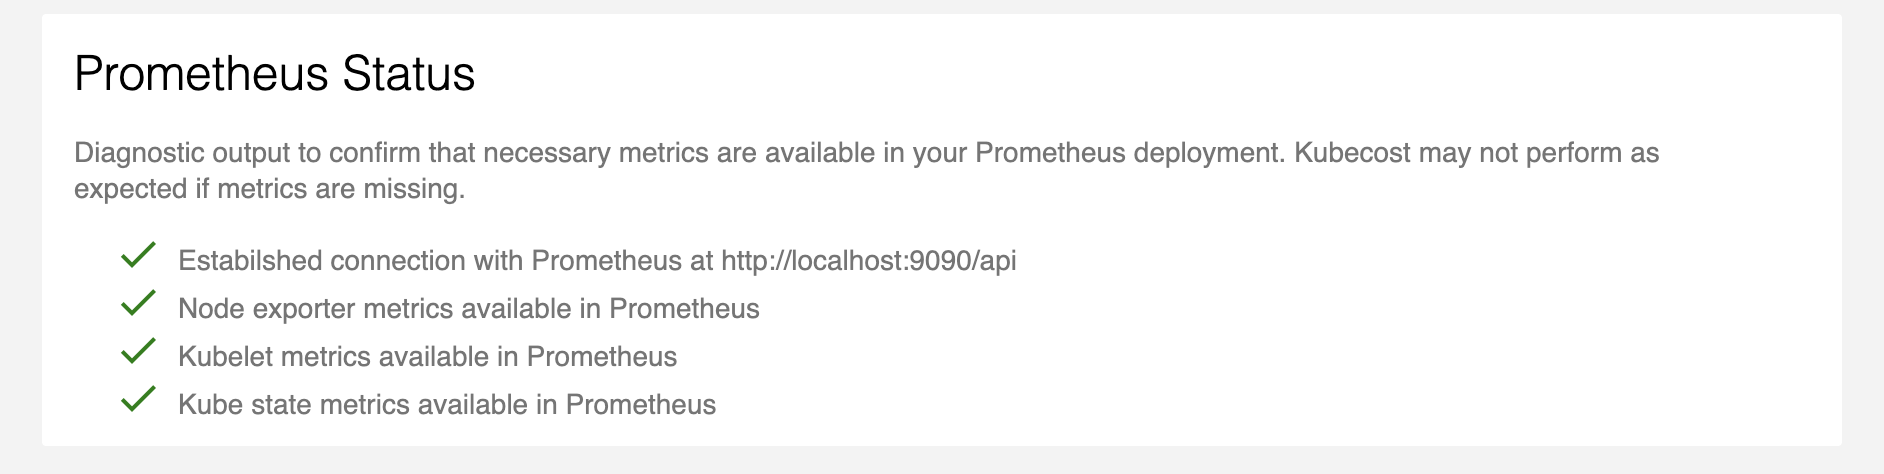 Prometheus Status
Diagnostic output to confirm that necessary metrics are available in your Prometheus deployment. Kubecost may not perform as
expected if metrics are missing.
Estabilshed connection with Prometheus at http://localhost:9090/api
Node exporter metrics available in Prometheus
Kubelet metrics available in Prometheus
Kube state metrics available in Prometheus